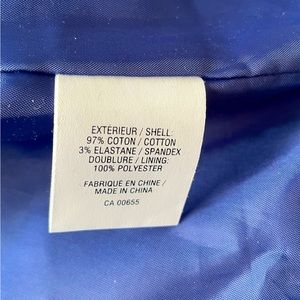 EXTÉRIEUR / SHELL:
97% COTON / COTTON
3% ELASTANE / SPANDEX
DOUBLURE / LINING:
100% POLYESTER
FABRIQUÉ EN CHINE /
MADE IN CHINA
CA 00655